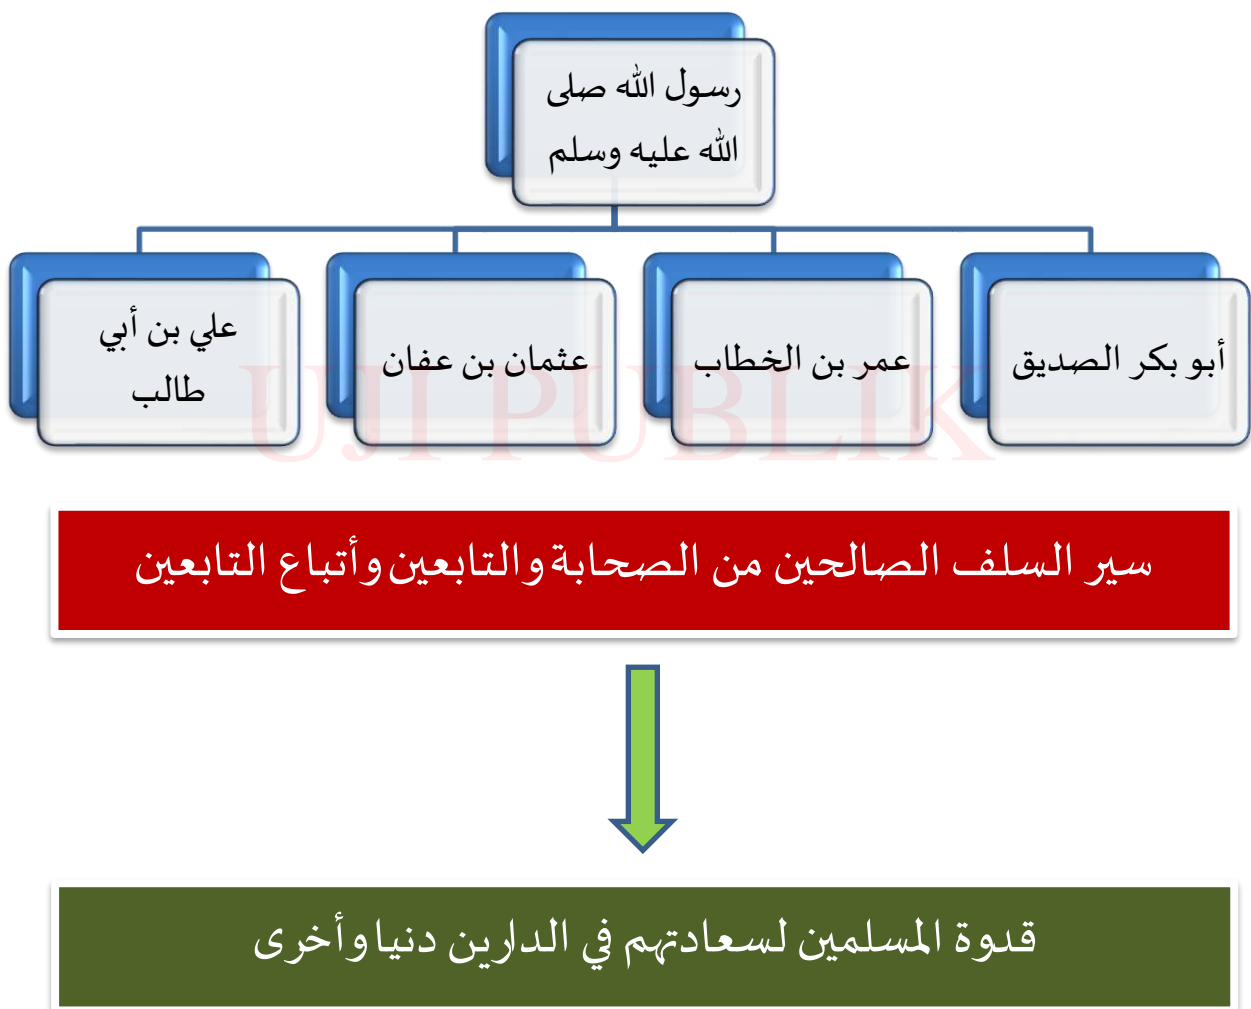 رسول الله صلى
الله عليه وسلم
أبو بكر الصديق
عمر بن الخطاب
عثمان بن عفان
علي بن أبي
طالب
UJI PUBLIK
سير السلف الصالحين من الصحابة والتابعين وأتباع التابعين
قدوة المسلمين لسعادتهم في الدارين دنيا وأخرى